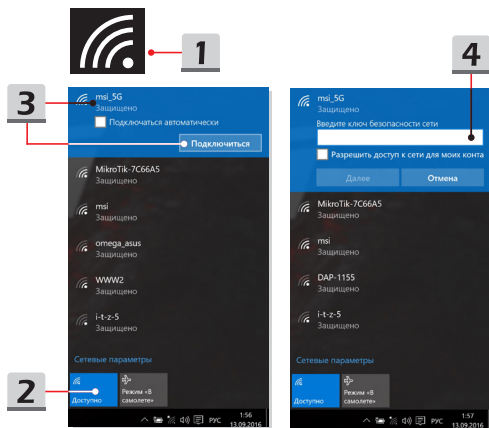 1
3
msi_5G
Защищено
Подключаться автоматически
Подключиться
MikroTik-7C66A5
Защищено
msi
Защищено
omega_asus
Защищено
WWW2
Защищено
i-t-z-5
Защищено
Сетевые параметры
2
Доступно
Режим «В
самолете»
РУС
1:56
13.09.2016
4
msi_5G
Защищено
Введите ключ безопасности сети
Разрешить доступ к сети для моих конта
Далее
Отмена
MikroTik-7C66A5
Защищено
msi
Защищено
DAP-1155
Защищено
i-t-z-5
Защищено
Сетевые параметры
Доступно
Режим «В
самолете»
РУС
1:57
13.09.2016